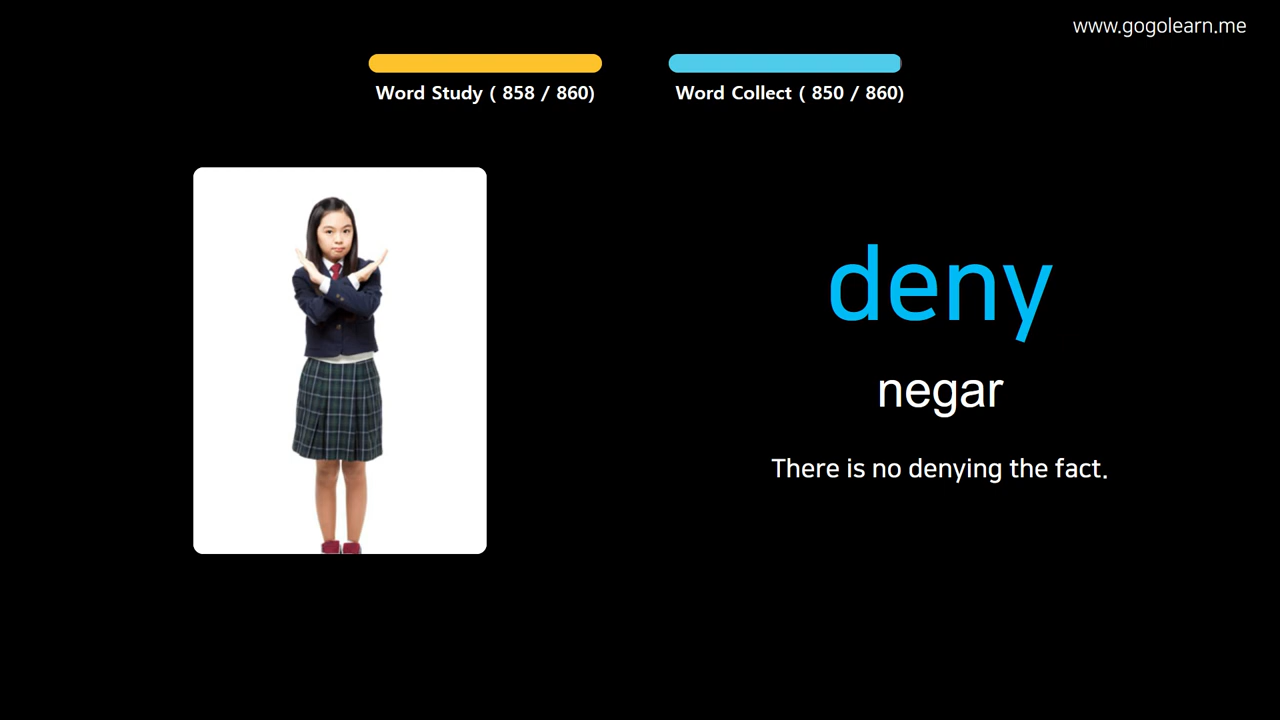 www.gogolearn.me
Word Study ( 858 / 860)
Word Collect ( 850 / 860)
deny
negar
There is no denying the fact.